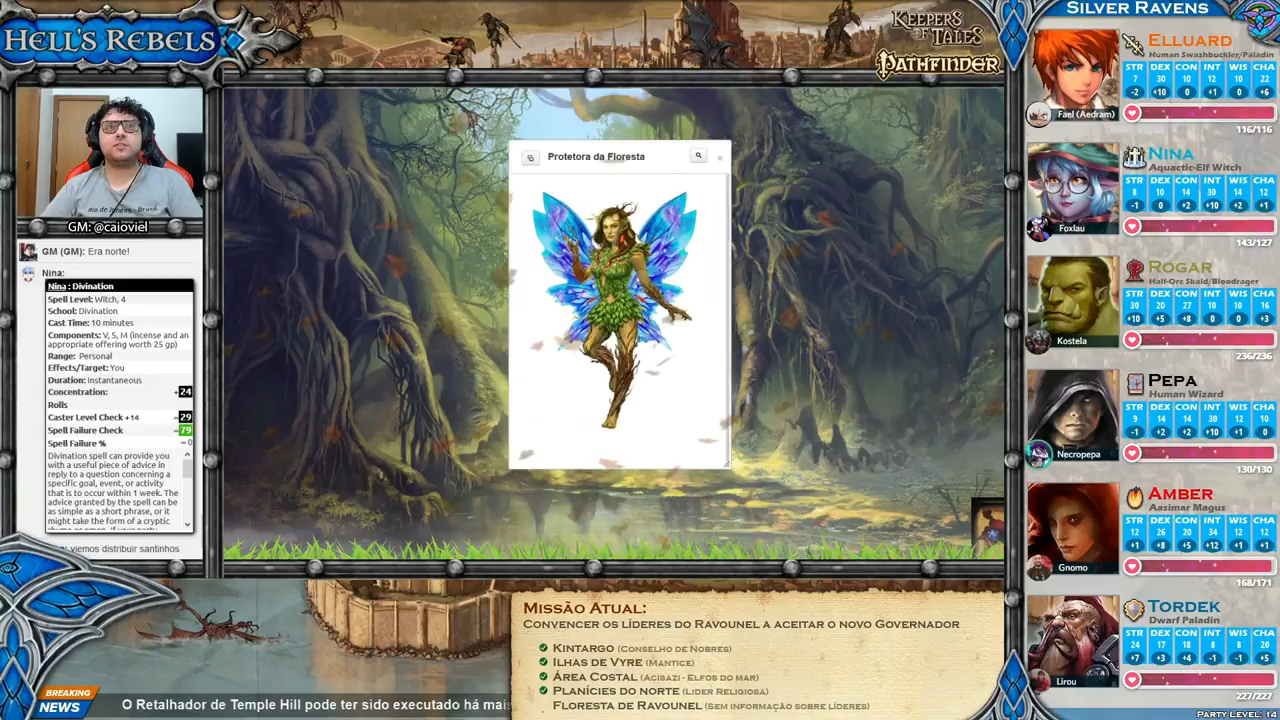 HELL'S REBELS
KEEPERS OF TALES
PATHFINDER
GM: @caioviel
GM (GM): Era norte!
Nina:
Nina : Divination
Spell Level: Witch, 4
School: Divination
Cast Time: 10 minutes
Components: V, S, M (incense and an
appropriate offering worth 25 gp)
Range: Personal
Effects/Target: You
Duration: Instantaneous
Concentration: +24
Rolls
Caster Level Check +14 =29
Spell Failure Check =79
Spell Failure % = 0
Divination spell can provide you
with a useful piece of advice in
reply to a question concerning a
specific goal, event, or activity
that is to occur within 1 week. The
advice granted by the spell can be
as simple as a short phrase, or it
might take the form of a cryptic
viemos distribuir santinhos
Protetora da Floresta
SILVER RAVENS
ELLUARD
Human Swashbuckler/Paladin
STR DEX CON INT WIS CHA
7 30 10 12 10 22
-2 +10 0 +1 0 +6
Fael (Aedram)
116/116
NINA
Aquactic-Elf Witch
STR DEX CON INT WIS CHA
8 10 14 30 14 12
-1 0 +2 +10 +2 +1
Foxlau
143/127
ROGAR
Half-Orc Skald/Bloodrager
STR DEX CON INT WIS CHA
30 20 27 10 10 16
+10 +5 +8 0 0 +3
Kostela
236/236
PEPA
Human Wizard
STR DEX CON INT WIS CHA
9 14 14 30 12 10
-1 +2 +2 +10 +1 0
Necropepa
130/130
AMBER
Aasimar Magus
STR DEX CON INT WIS CHA
12 26 20 34 12 12
+1 +8 +5 +12 +1 +1
Gnomo
168/171
TORDEK
Dwarf Paladin
STR DEX CON INT WIS CHA
24 17 18 8 8 20
+7 +3 +4 -1 -1 +5
Lirou
227/227
PARTY LEVEL: 14
MISSÃO ATUAL:
CONVENCER OS LÍDERES DO RAVOUNEL A ACEITAR O NOVO GOVERNADOR
KINTARGO (CONSELHO DE NOBRES)
ILHAS DE VYRE (MANTICE)
ÁREA COSTAL (ACISAZI - ELFOS DO MAR)
PLANÍCIES DO NORTE (LIDER RELIGIOSA)
FLORESTA DE RAVOUNEL (SEM INFORMAÇÃO SOBRE LÍDERES)
BREAKING
NEWS
O Retalhador de Temple Hill pode ter sido executado há mais